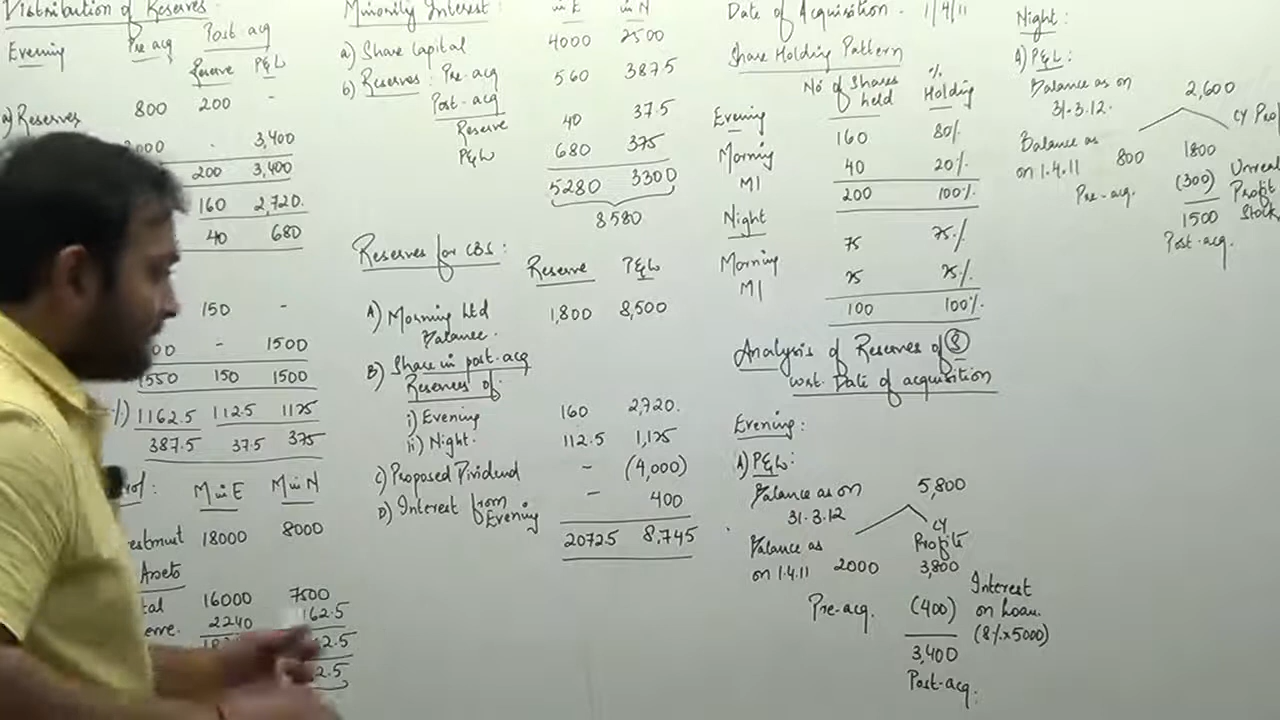 Distribution of Reserves
Evening
Pre acq
Post acq
Reserve P&L
a) Reserves 800 200 -
- 3,400
200 3,400
160 2,720.
40 680
150 -
- 1500
1550 150 1500
1162.5 112.5 1125
387.5 37.5 375
M in E M in N
18000 8000
Assets
16000 7500
2240
Minority Interest :
in E in N
a) Share Capital 4000 2500
b) Reserves : Pre-acq 560 387.5
Post-acq
Reserve 40 37.5
P&L 680 375
5280 3300
8580
Reserves for CBS :
Reserve P&L
A) Morning Ltd 1,800 8,500
Balance.
B) Share in post-acq
Reserves of :
i) Evening 160 2,720.
ii) Night. 112.5 1,125
C) Proposed Dividend - (4,000)
D) Interest from - 400
Evening
2072.5 8,745
Date of Acquisition - 1/4/11
Share Holding Pattern
No of Shares held
% Holding
Evening
Morning 160 80%
MI 40 20%
200 100%
Night
Morning 75 75%
MI 25 25%
100 100%
Analysis of Reserves of S
w.r.t. Date of acquisition
Evening :
A) P&L :
Balance as on 5,800
31.3.12
Balance as
on 1.4.11 2000
CY
Profits
3,800
Pre-acq. (400)
Interest
on Loan.
(8% x 5000)
3,400
Post-acq.
Night :
A) P&L :
Balance as on 2,600
31.3.12.
Balance as
on 1.4.11 800
Pre-acq.
CY
1800
(300)
Profit
Stock
1500
Post-acq.